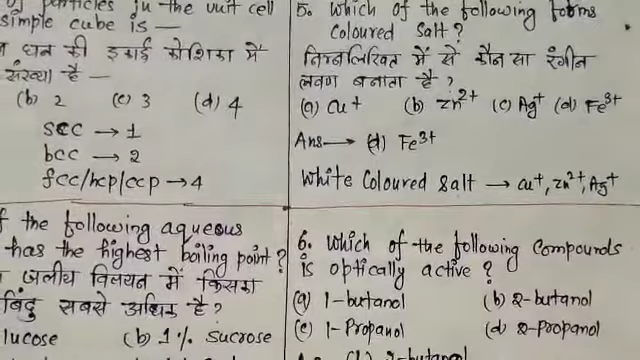 of particles in the unit cell
simple cube is —
धन की इकाई कोशिका में
संख्या है —
(b) 2 (c) 3 (d) 4
scc → 1
bcc → 2
fcc/hcp/ccp → 4
5. Which of the following forms
Coloured Salt?
निम्नलिखित में से कौन सा रंगीन
लवण बनाता है?
(a) Cu+ (b) Zn2+ (c) Ag+ (d) Fe3+
Ans → (d) Fe3+
White Coloured Salt → Cu+, Zn2+, Ag+
f the following aqueous
has the highest boiling point?
जलीय विलयन में किसका
बिंदु सबसे अधिक है?
lucose (b) 1% Sucrose
6. Which of the following Compounds
is optically active?
(a) 1-butanol (b) 2-butanol
(c) 1-Propanol (d) 2-Propanol
2-butanol